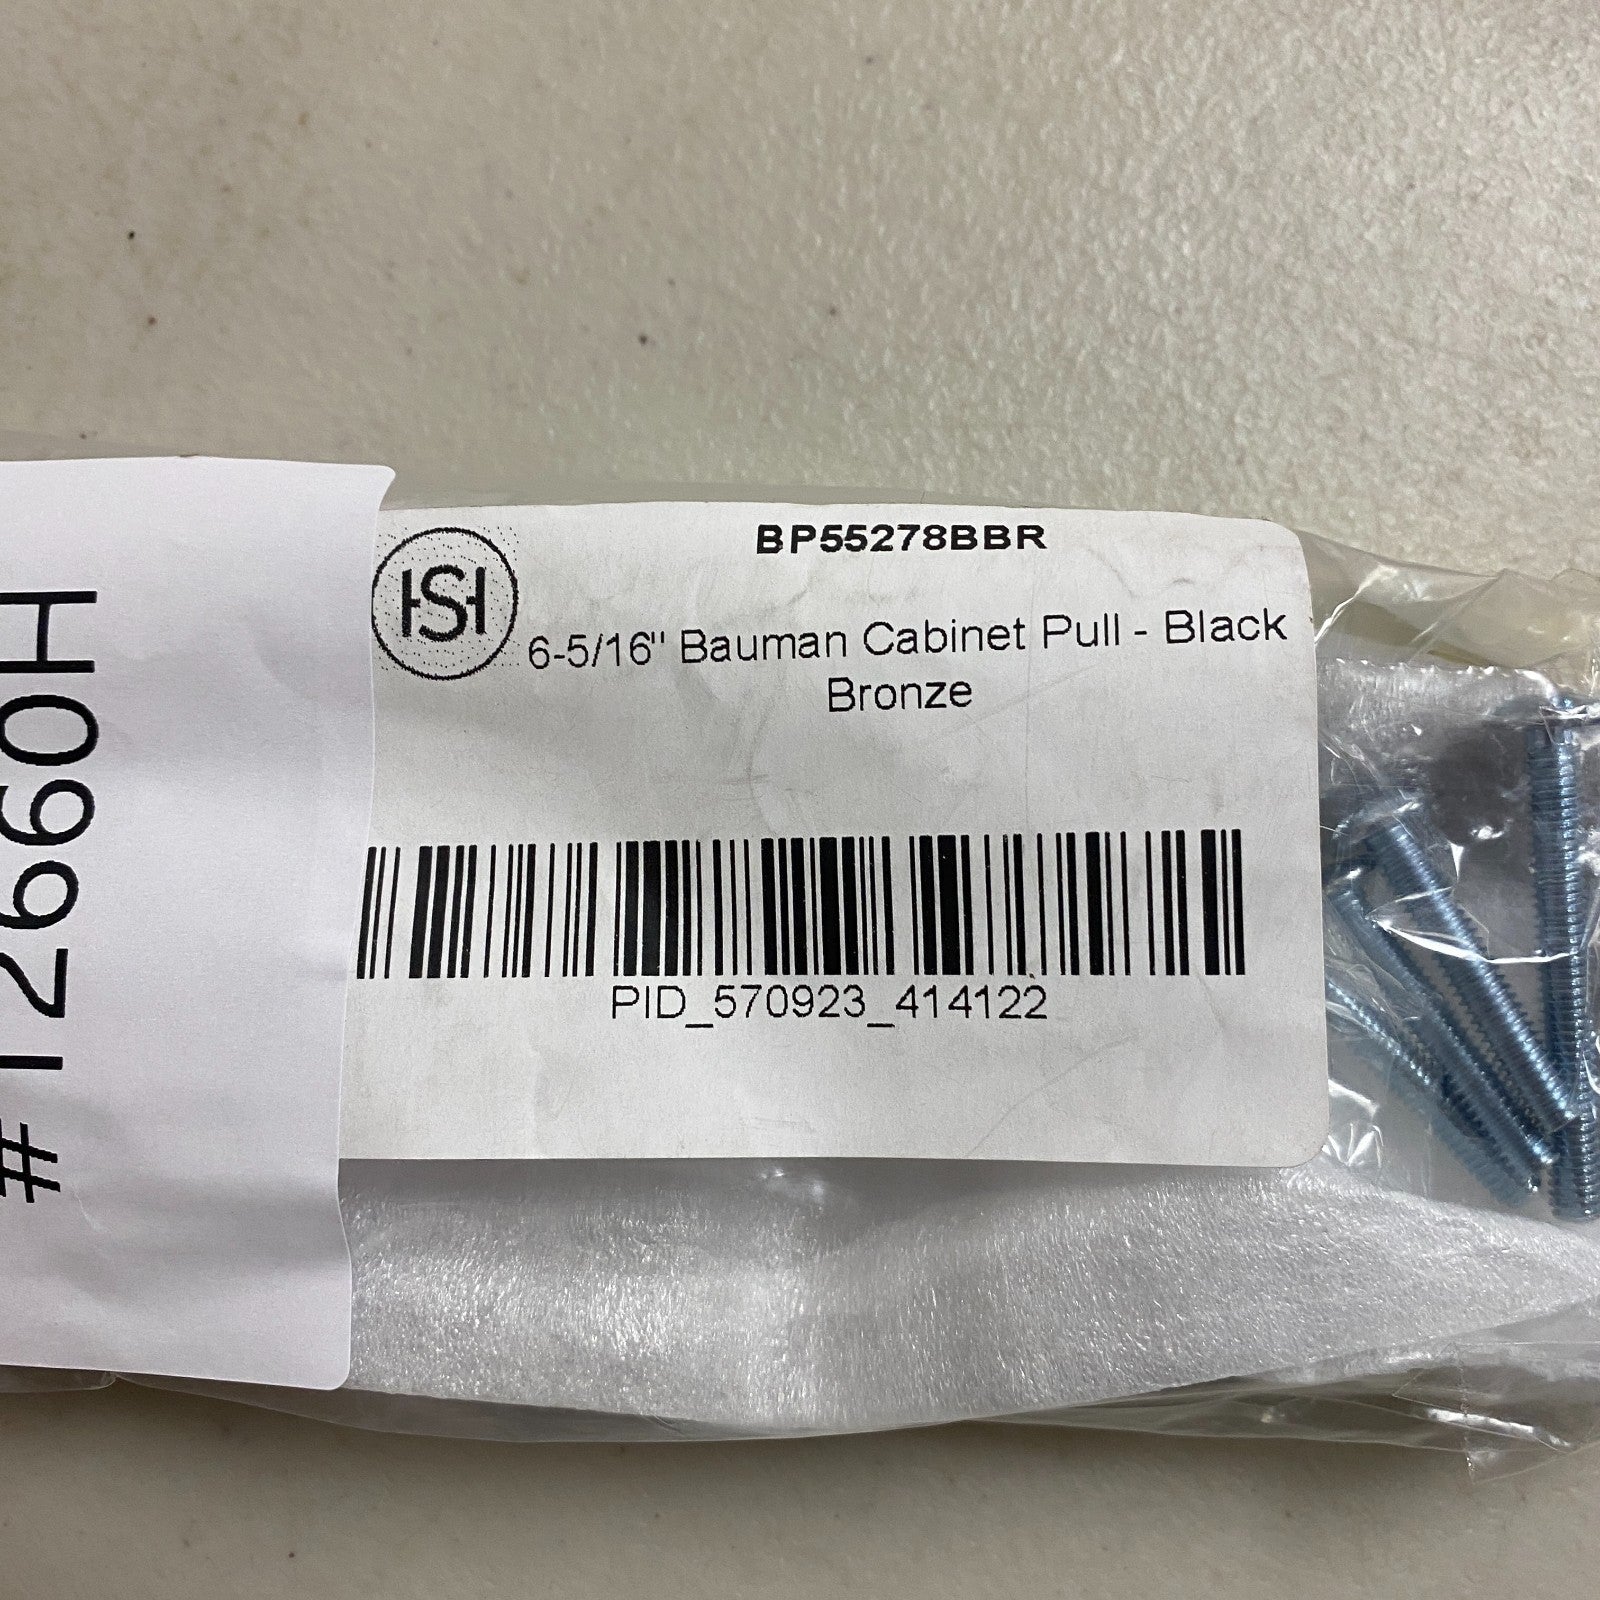 BP55278BBR
HSH
6-5/16" Bauman Cabinet Pull - Black
Bronze
PID_570923_414122
#12660H